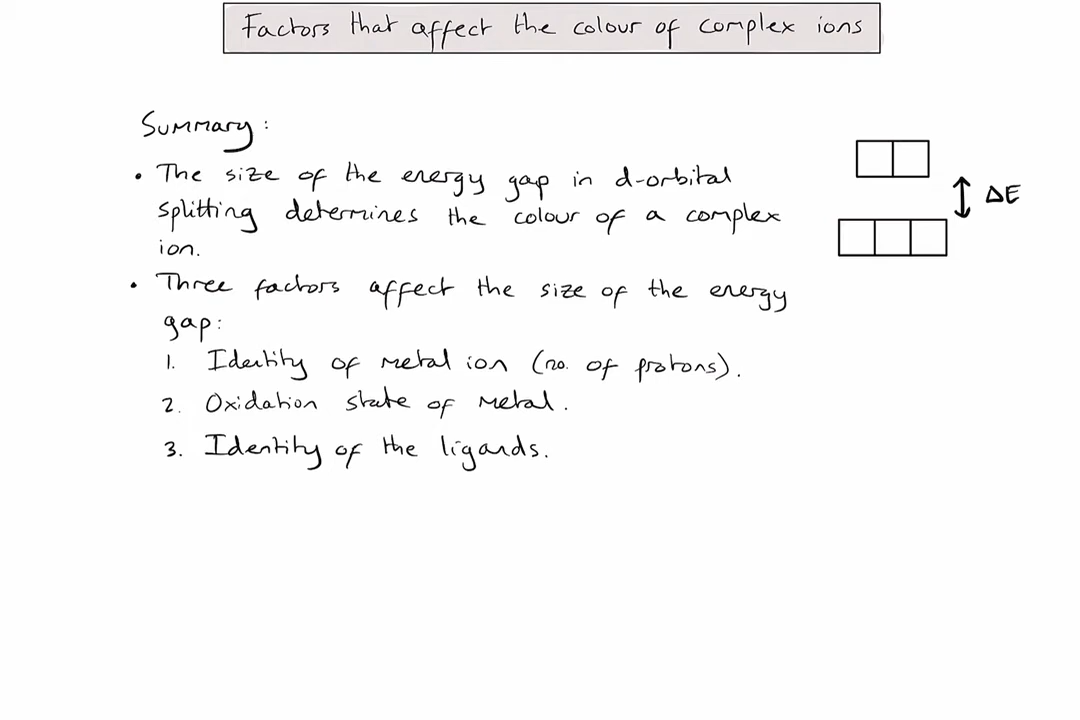 Factors that affect the colour of complex ions
Summary:
• The size of the energy gap in d-orbital
splitting determines the colour of a complex
ion.
ΔE
• Three factors affect the size of the energy
gap:
1. Identity of metal ion (no. of protons).
2. Oxidation state of metal.
3. Identity of the ligands.